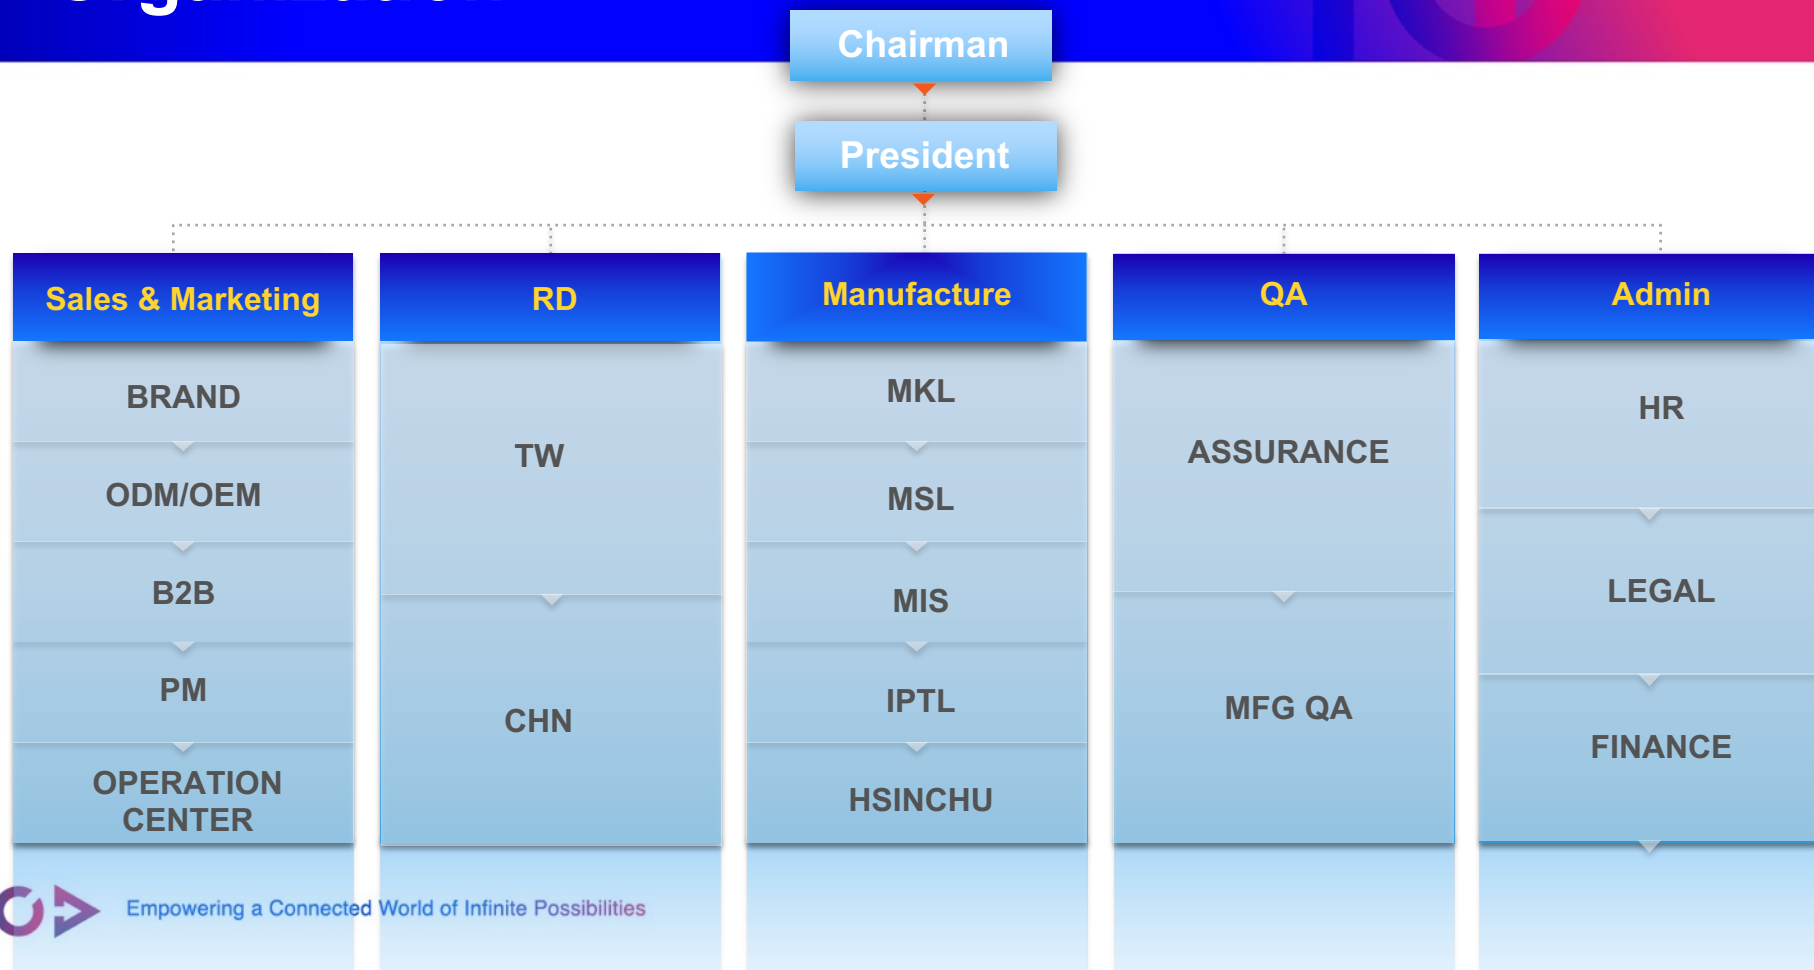 Organization
Chairman
President
Sales & Marketing
BRAND
ODM/OEM
B2B
PM
OPERATION
CENTER
RD
TW
CHN
Manufacture
MKL
MSL
MIS
IPTL
HSINCHU
QA
ASSURANCE
MFG QA
Admin
HR
LEGAL
FINANCE
Empowering a Connected World of Infinite Possibilities